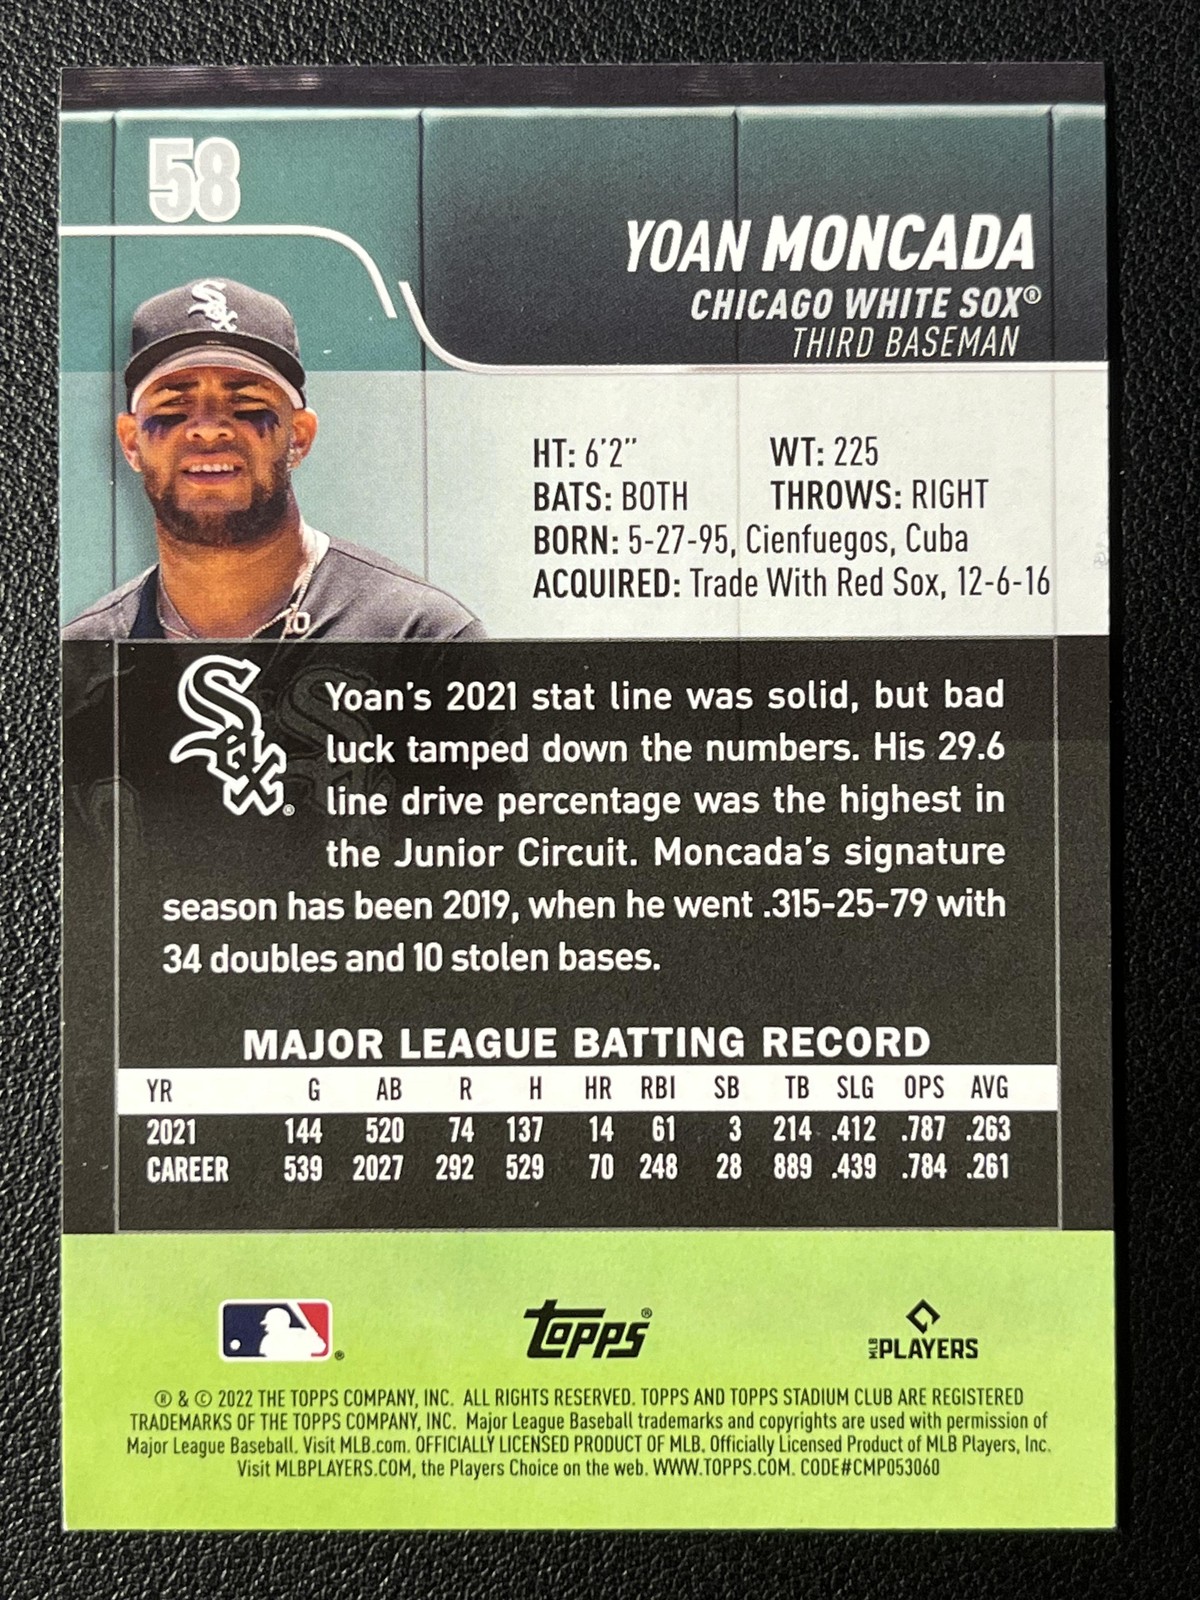 58
YOAN MONCADA
CHICAGO WHITE SOX®
THIRD BASEMAN
HT: 6'2" WT: 225
BATS: BOTH THROWS: RIGHT
BORN: 5-27-95, Cienfuegos, Cuba
ACQUIRED: Trade With Red Sox, 12-6-16
Sox
10
Sox®
Yoan's 2021 stat line was solid, but bad
luck tamped down the numbers. His 29.6
line drive percentage was the highest in
the Junior Circuit. Moncada's signature
season has been 2019, when he went .315-25-79 with
34 doubles and 10 stolen bases.
MAJOR LEAGUE BATTING RECORD
YR G AB R H HR RBI SB TB SLG OPS AVG
2021 144 520 74 137 14 61 3 214 .412 .787 .263
CAREER 539 2027 292 529 70 248 28 889 .439 .784 .261
®
Topps®
MLB PLAYERS
® & © 2022 THE TOPPS COMPANY, INC. ALL RIGHTS RESERVED. TOPPS AND TOPPS STADIUM CLUB ARE REGISTERED
TRADEMARKS OF THE TOPPS COMPANY, INC. Major League Baseball trademarks and copyrights are used with permission of
Major League Baseball. Visit MLB.com. OFFICIALLY LICENSED PRODUCT OF MLB. Officially Licensed Product of MLB Players, Inc.
Visit MLBPLAYERS.COM, the Players Choice on the web. WWW.TOPPS.COM. CODE#CMP053060